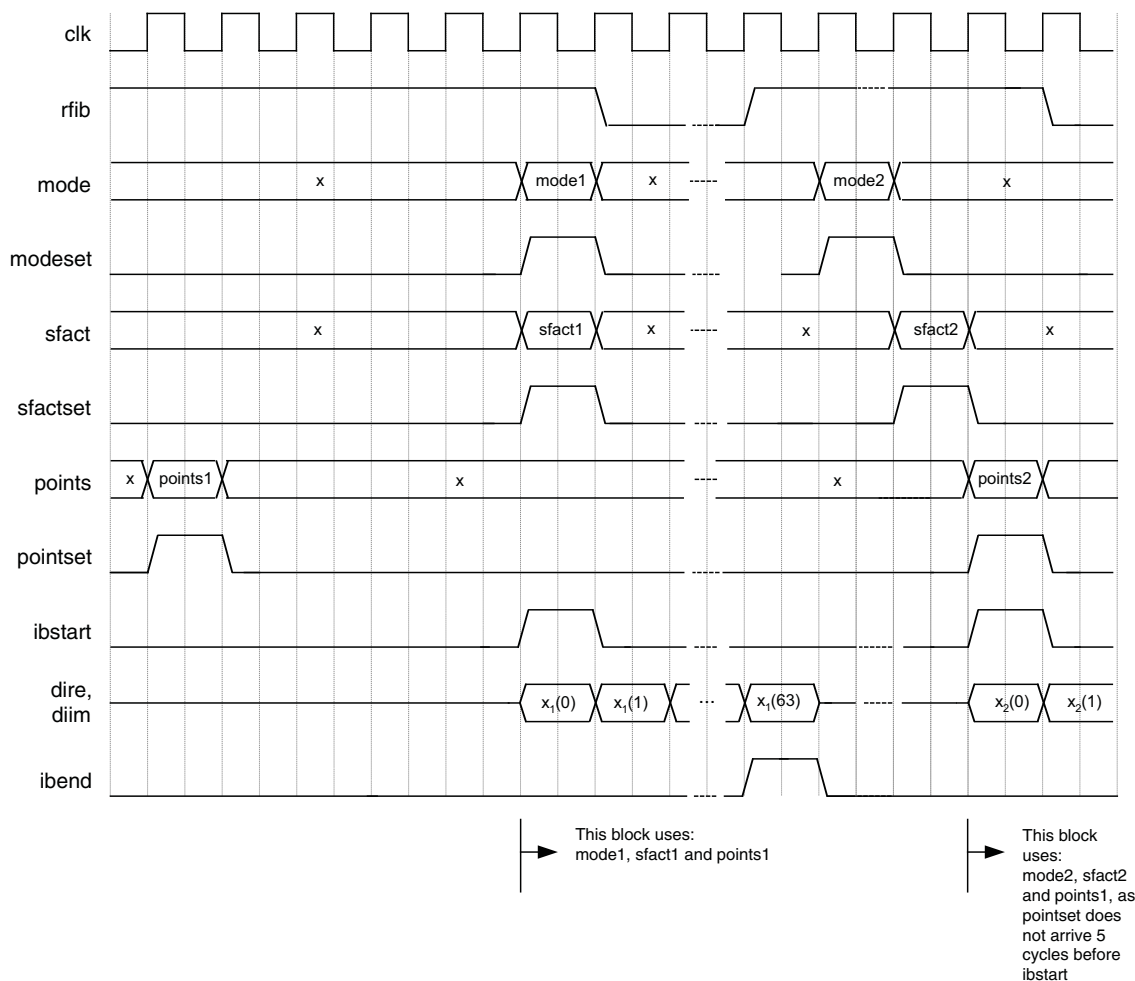 clk
rfib
mode
x
mode1
x
mode2
x
modeset
sfact
x
sfact1
x
x
sfact2
x
sfactset
points
x
points1
x
x
points2
pointset
ibstart
dire,
diim
x₁(0)
x₁(1)
...
x₁(63)
x₂(0)
x₂(1)
ibend
This block uses:
mode1, sfact1 and points1
This block
uses:
mode2, sfact2
and points1, as
pointset does
not arrive 5
cycles before
ibstart